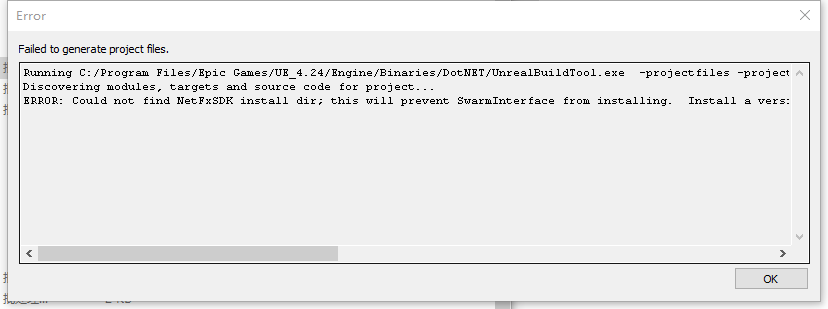 Error
Failed to generate project files.
Running C:/Program Files/Epic Games/UE_4.24/Engine/Binaries/DotNET/UnrealBuildTool.exe  -projectfiles -project
Discovering modules, targets and source code for project...
ERROR: Could not find NetFxSDK install dir; this will prevent SwarmInterface from installing.  Install a vers
OK